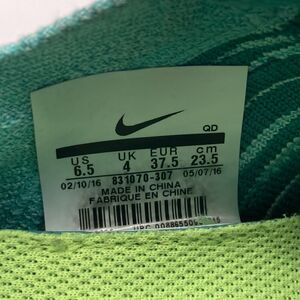 QD
US UK EUR cm
6.5 4 37.5 23.5
02/10/16 831070-307 05/07/16
MADE IN CHINA
FABRIQUÉ EN CHINE